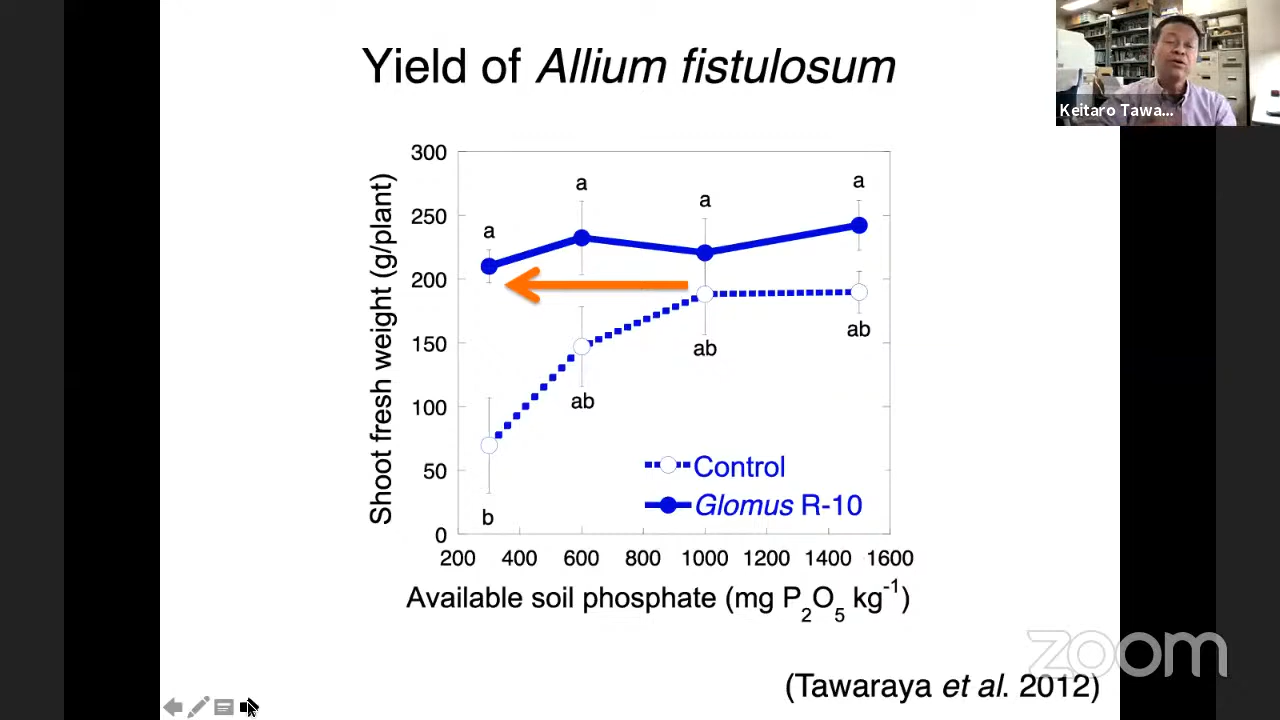 Yield of Allium fistulosum
Keitaro Tawa...
Shoot fresh weight (g/plant)
300
250
200
150
100
50
0
a
a
a
a
b
ab
ab
ab
Control
Glomus R-10
200 400 600 800 1000 1200 1400 1600
Available soil phosphate (mg P₂O₅ kg⁻¹)
zoom
(Tawaraya et al. 2012)